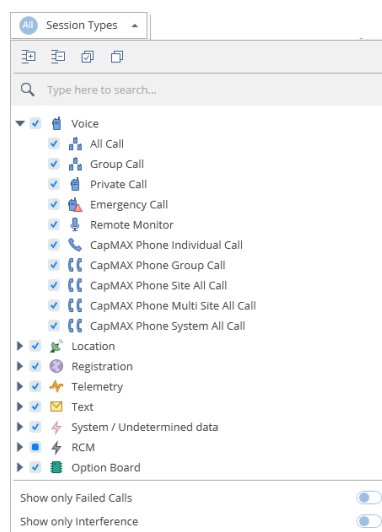 All Session Types
Type here to search...
Voice
All Call
Group Call
Private Call
Emergency Call
Remote Monitor
CapMAX Phone Individual Call
CapMAX Phone Group Call
CapMAX Phone Site All Call
CapMAX Phone Multi Site All Call
CapMAX Phone System All Call
Location
Registration
Telemetry
Text
System / Undetermined data
RCM
Option Board
Show only Failed Calls
Show only Interference